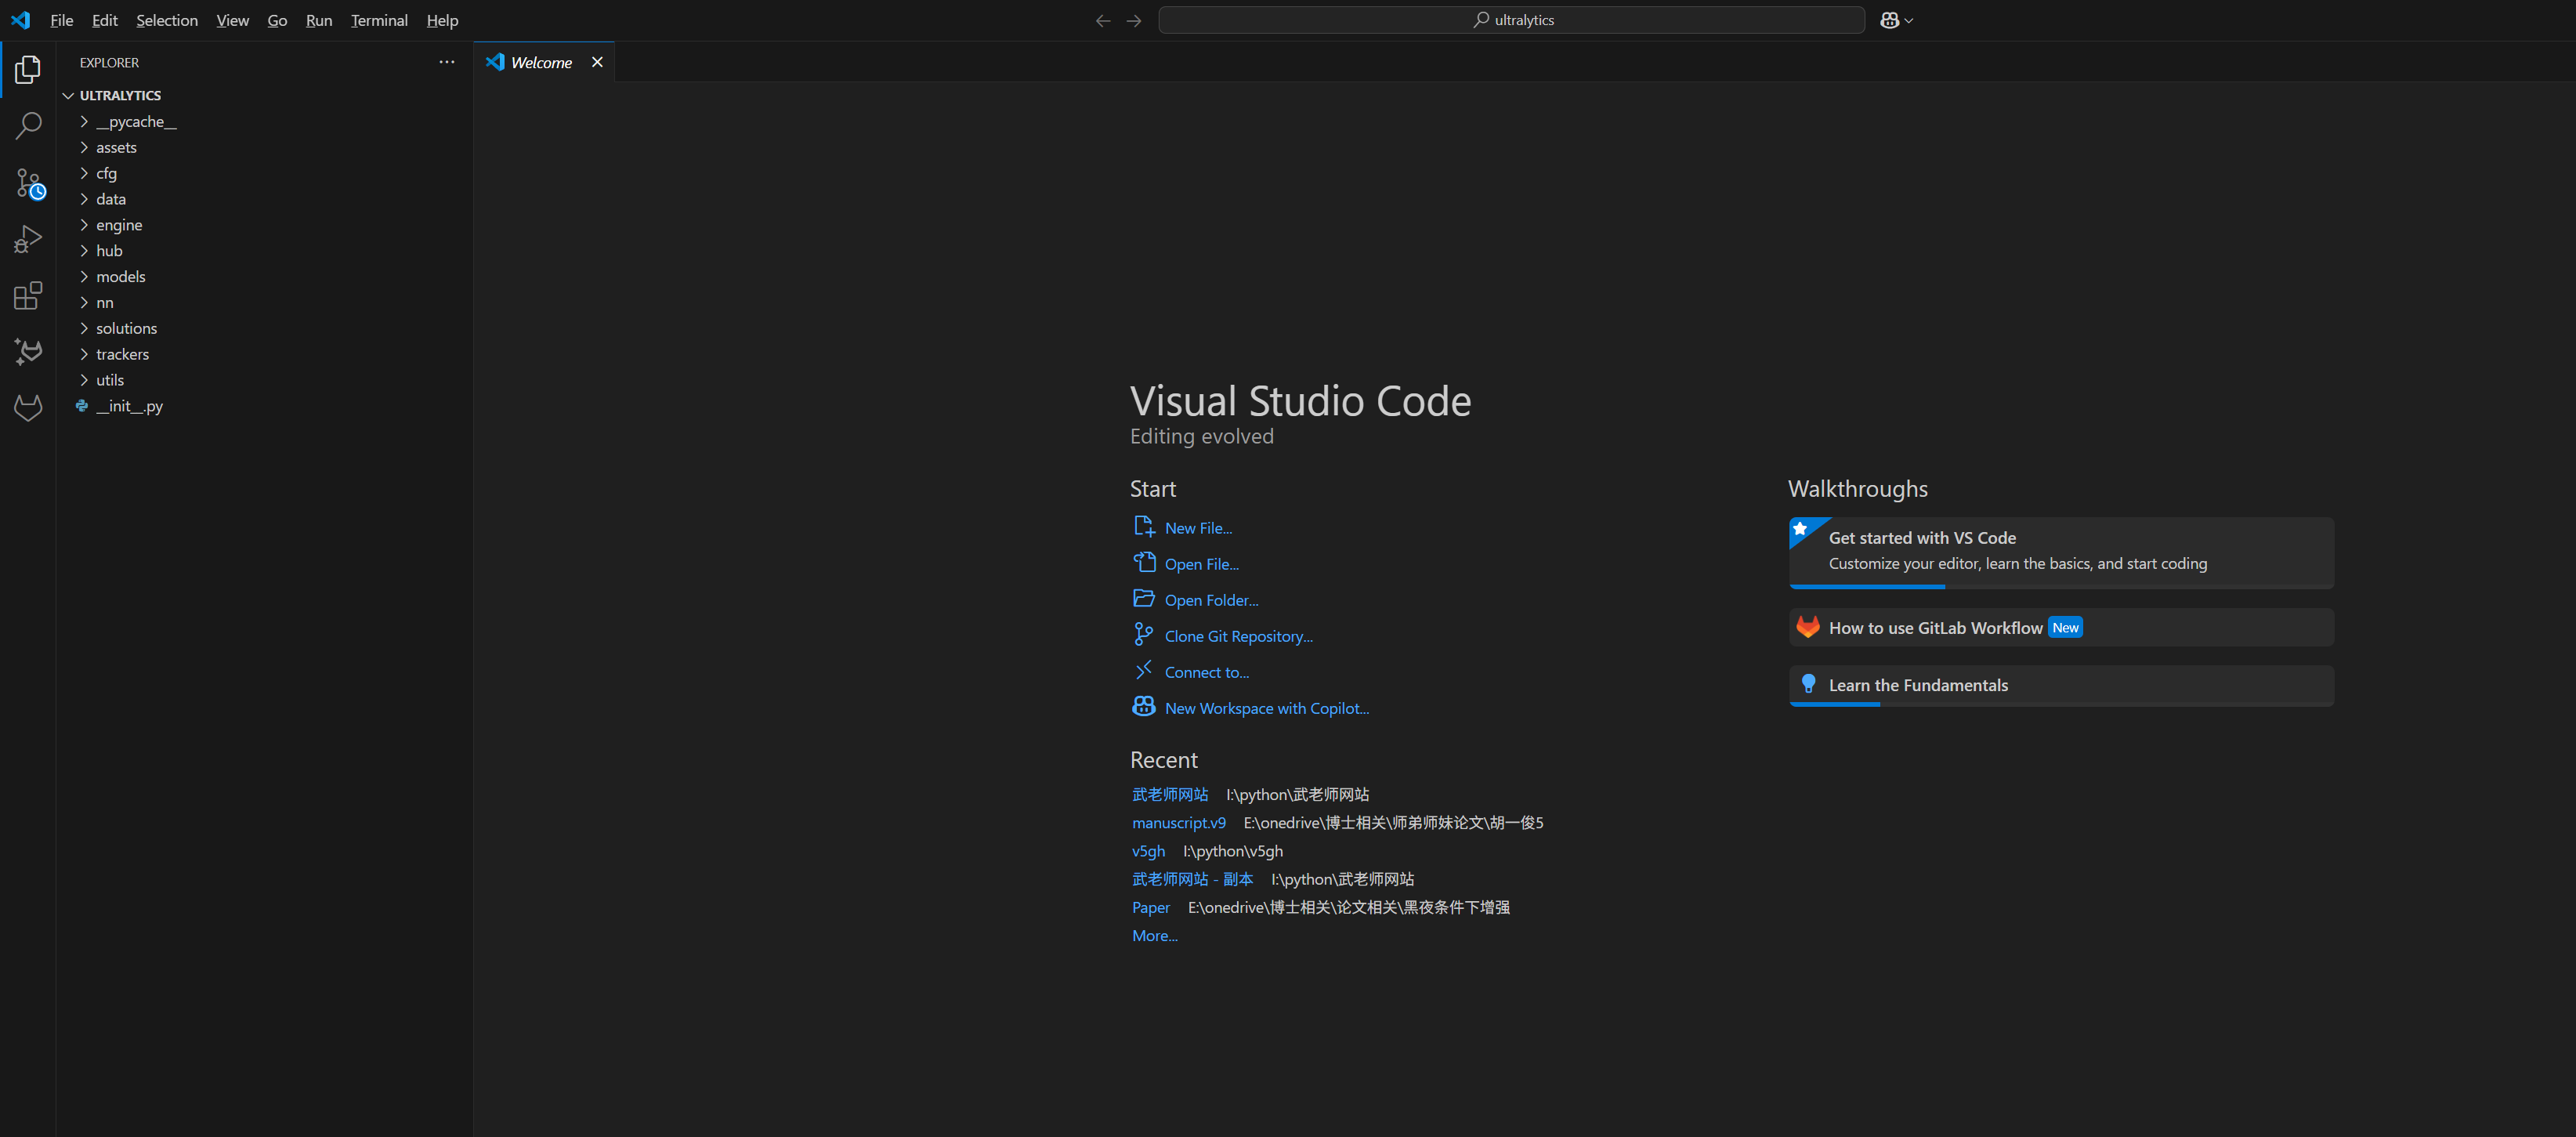 File Edit Selection View Go Run Terminal Help
ultralytics
EXPLORER
Welcome
ULTRALYTICS
__pycache__
assets
cfg
data
engine
hub
models
nn
solutions
trackers
utils
__init__.py
Visual Studio Code
Editing evolved
Start
New File...
Open File...
Open Folder...
Clone Git Repository...
Connect to...
New Workspace with Copilot...
Recent
武老师网站 I:\python\武老师网站
manuscript.v9 E:\onedrive\博士相关\师弟师妹论文\胡一俊5
v5gh I:\python\v5gh
武老师网站 - 副本 I:\python\武老师网站
Paper E:\onedrive\博士相关\论文相关\黑夜条件下增强
More...
Walkthroughs
Get started with VS Code
Customize your editor, learn the basics, and start coding
How to use GitLab Workflow New
Learn the Fundamentals